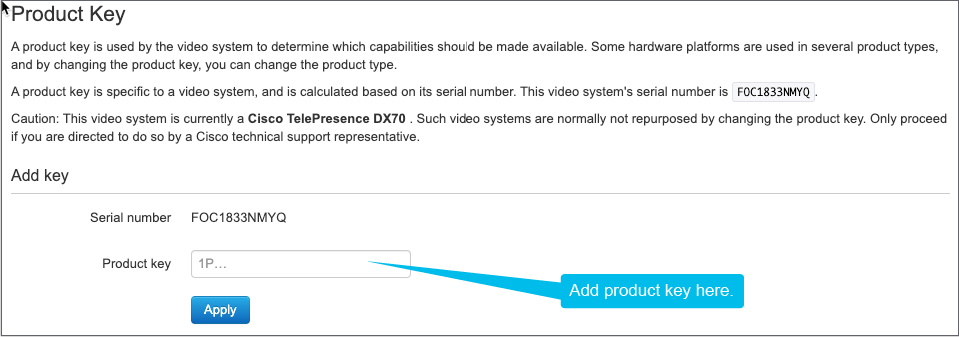 Product Key
A product key is used by the video system to determine which capabilities should be made available. Some hardware platforms are used in several product types,
and by changing the product key, you can change the product type.
A product key is specific to a video system, and is calculated based on its serial number. This video system's serial number is FOC1833NMYQ.
Caution: This video system is currently a Cisco TelePresence DX70 . Such video systems are normally not repurposed by changing the product key. Only proceed
if you are directed to do so by a Cisco technical support representative.
Add key
Serial number FOC1833NMYQ
Product key 1P…
Add product key here.
Apply